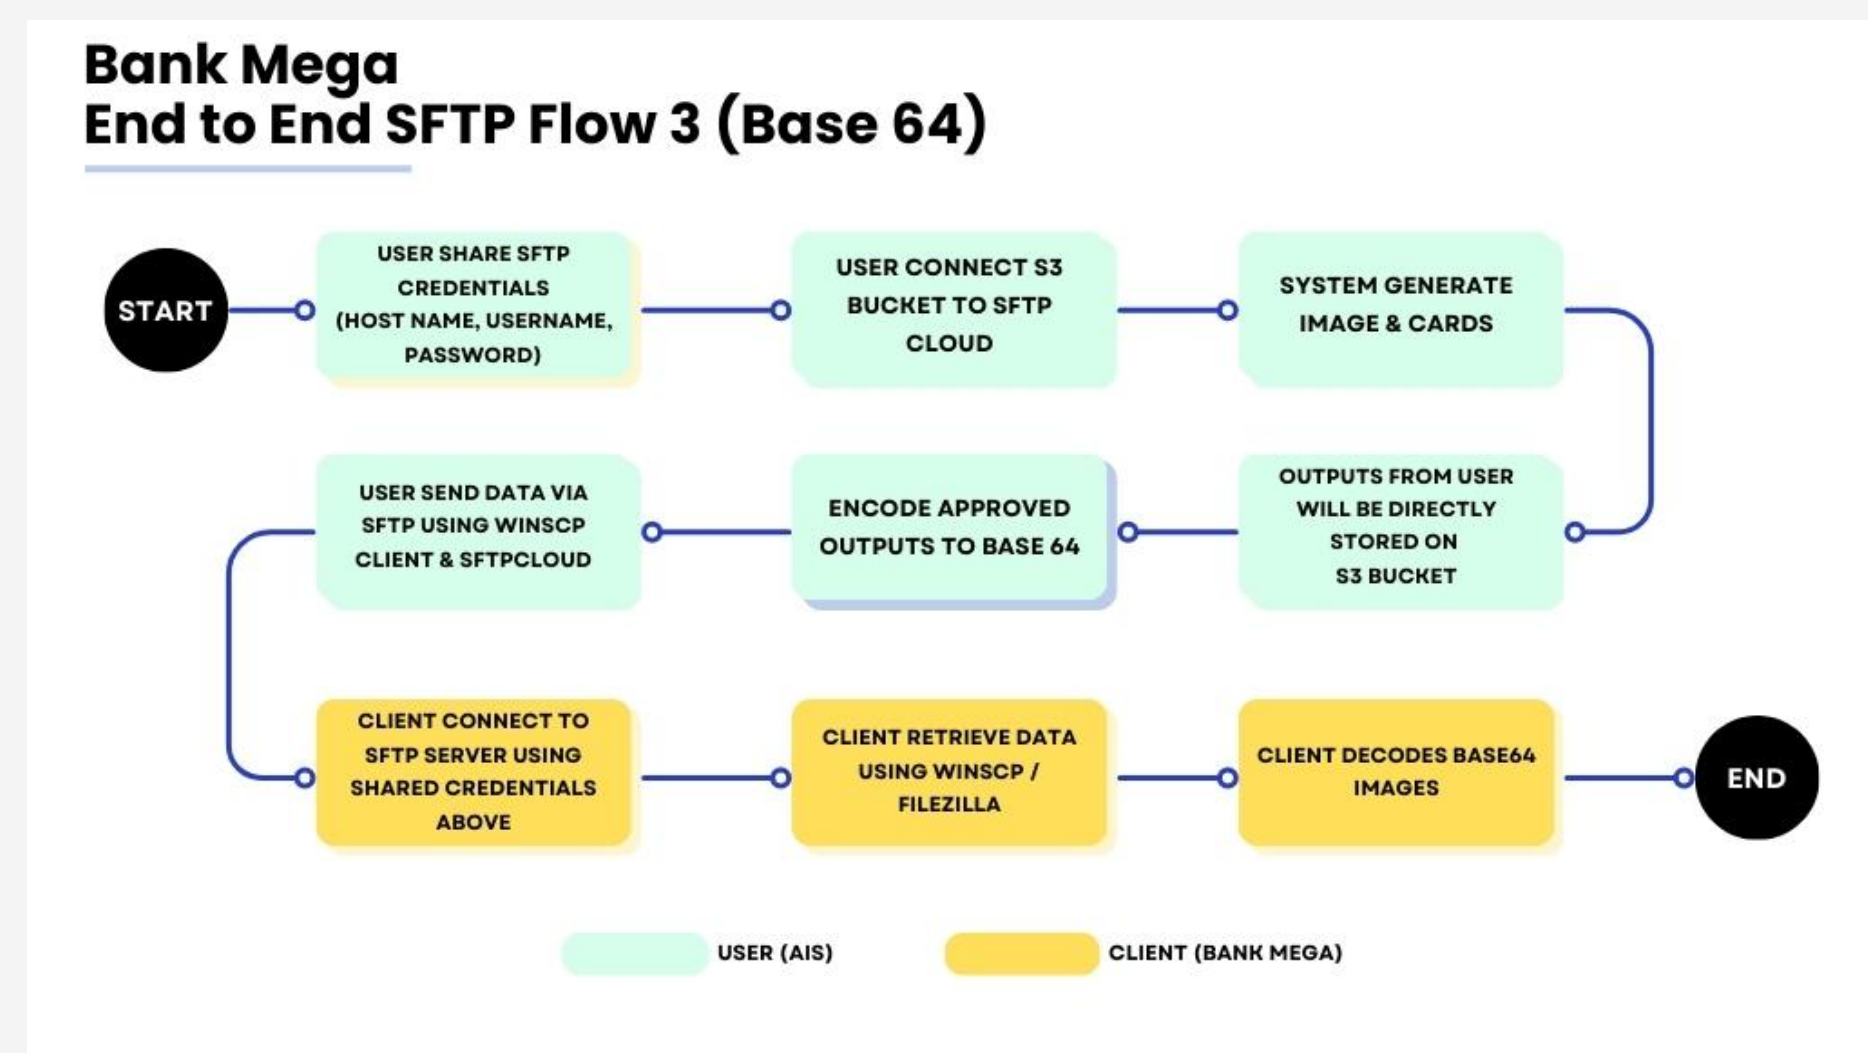 Bank Mega
End to End SFTP Flow 3 (Base 64)
START
USER SHARE SFTP
CREDENTIALS
(HOST NAME, USERNAME,
PASSWORD)
USER CONNECT S3
BUCKET TO SFTP
CLOUD
SYSTEM GENERATE
IMAGE & CARDS
OUTPUTS FROM USER
WILL BE DIRECTLY
STORED ON
S3 BUCKET
ENCODE APPROVED
OUTPUTS TO BASE 64
USER SEND DATA VIA
SFTP USING WINSCP
CLIENT & SFTPCLOUD
CLIENT CONNECT TO
SFTP SERVER USING
SHARED CREDENTIALS
ABOVE
CLIENT RETRIEVE DATA
USING WINSCP /
FILEZILLA
CLIENT DECODES BASE64
IMAGES
END
USER (AIS)
CLIENT (BANK MEGA)